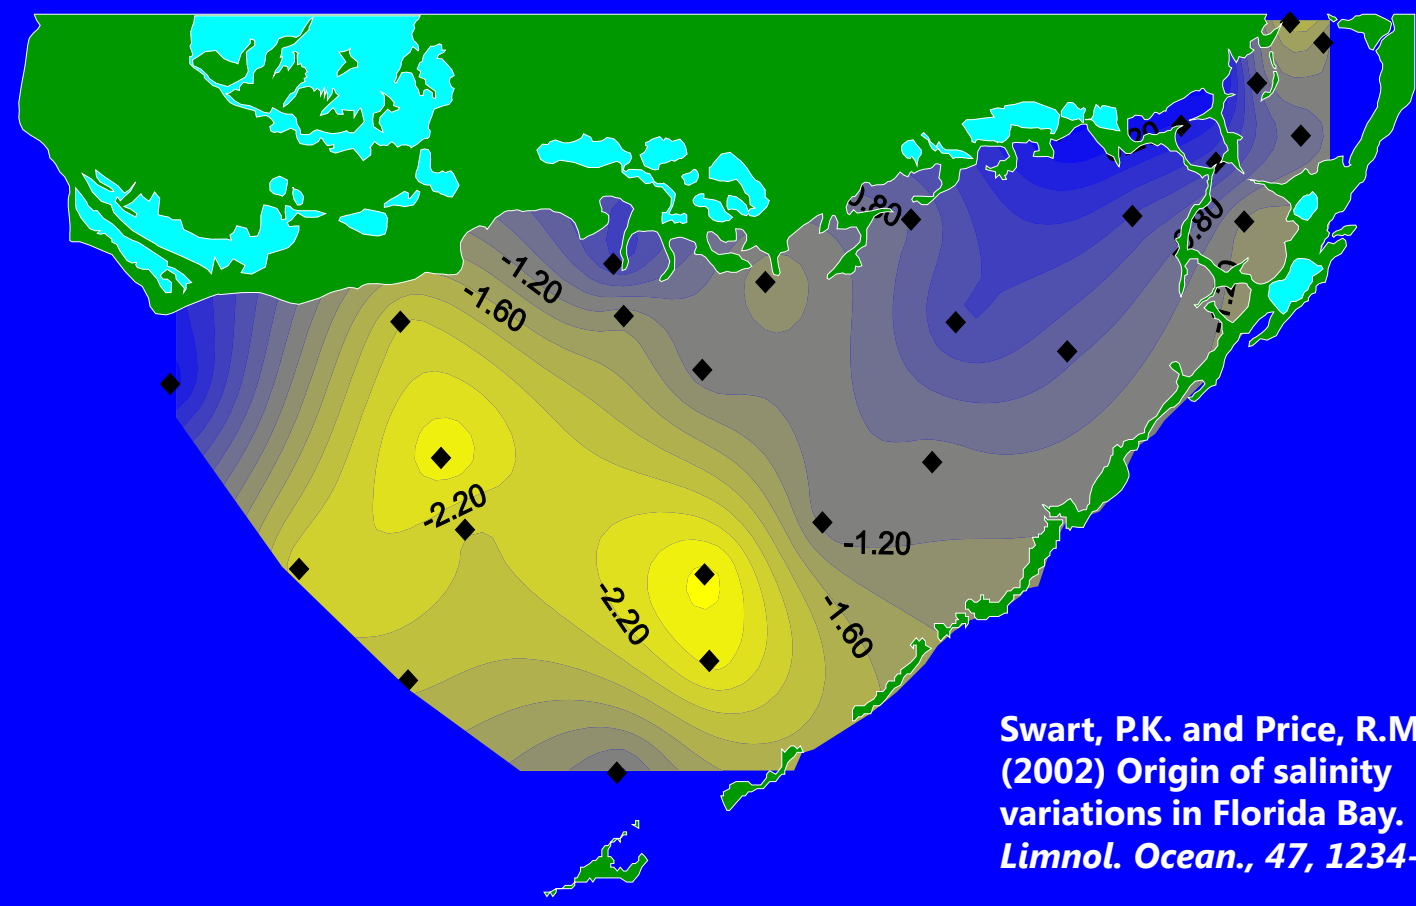 -1.20
-1.60
-2.20
-2.20
-1.20
-1.60
Swart, P.K. and Price, R.M
(2002) Origin of salinity
variations in Florida Bay.
Limnol. Ocean., 47, 1234-